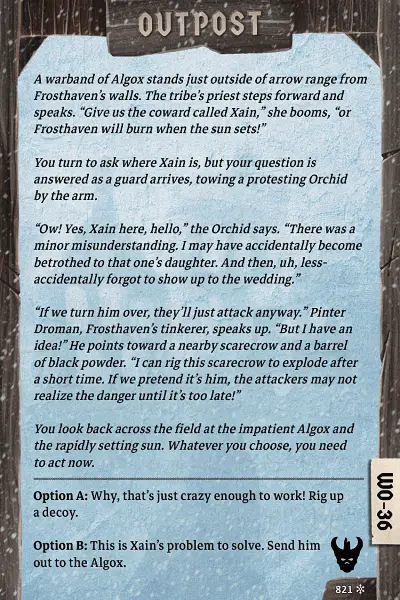 OUTPOST
A warband of Algox stands just outside of arrow range from
Frosthaven's walls. The tribe's priest steps forward and
speaks. “Give us the coward called Xain,” she booms, “or
Frosthaven will burn when the sun sets!”
You turn to ask where Xain is, but your question is
answered as a guard arrives, towing a protesting Orchid
by the arm.
“Ow! Yes, Xain here, hello,” the Orchid says. “There was a
minor misunderstanding. I may have accidentally become
betrothed to that one's daughter. And then, uh, less-
accidentally forgot to show up to the wedding.”
“If we turn him over, they'll just attack anyway.” Pinter
Droman, Frosthaven's tinkerer, speaks up. “But I have an
idea!” He points toward a nearby scarecrow and a barrel
of black powder. “I can rig this scarecrow to explode after
a short time. If we pretend it's him, the attackers may not
realize the danger until it's too late!”
You look back across the field at the impatient Algox and
the rapidly setting sun. Whatever you choose, you need
to act now.
Option A: Why, that's just crazy enough to work! Rig up
a decoy.
Option B: This is Xain's problem to solve. Send him
out to the Algox.
WO-36
821